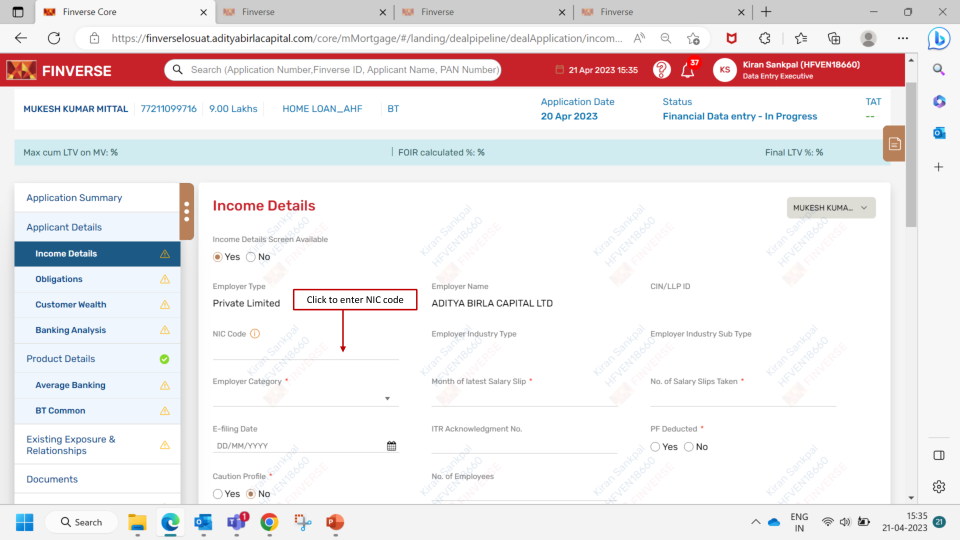 Finverse Core
Finverse
Finverse
Finverse
https://finverselosuat.adityabirlacapital.com/core/mMortgage/#/landing/dealpipeline/dealApplication/incom...
FINVERSE
Search (Application Number,Finverse ID, Applicant Name, PAN Number)
21 Apr 2023 15:35
37
KS
Kiran Sankpal (HFVEN18660)
Data Entry Executive
MUKESH KUMAR MITTAL
77211099716
9.00 Lakhs
HOME LOAN_AHF
BT
Application Date
20 Apr 2023
Status
Financial Data entry - In Progress
TAT
--
Max cum LTV on MV: %
FOIR calculated %: %
Final LTV %: %
Application Summary
Applicant Details
Income Details
Obligations
Customer Wealth
Banking Analysis
Product Details
Average Banking
BT Common
Existing Exposure &
Relationships
Documents
Income Details
MUKESH KUMA...
Income Details Screen Available
Yes No
Employer Type
Private Limited
Click to enter NIC code
Employer Name
ADITYA BIRLA CAPITAL LTD
CIN/LLP ID
NIC Code
Employer Industry Type
Employer Industry Sub Type
Employer Category *
Month of latest Salary Slip *
No. of Salary Slips Taken *
E-filing Date
DD/MM/YYYY
ITR Acknowledgment No.
PF Deducted *
Yes No
Caution Profile *
Yes No
No. of Employees
Kiran Sankpal
HFVEN18660
FINVERSE
Search
1
ENG
IN
15:35
21-04-2023
21